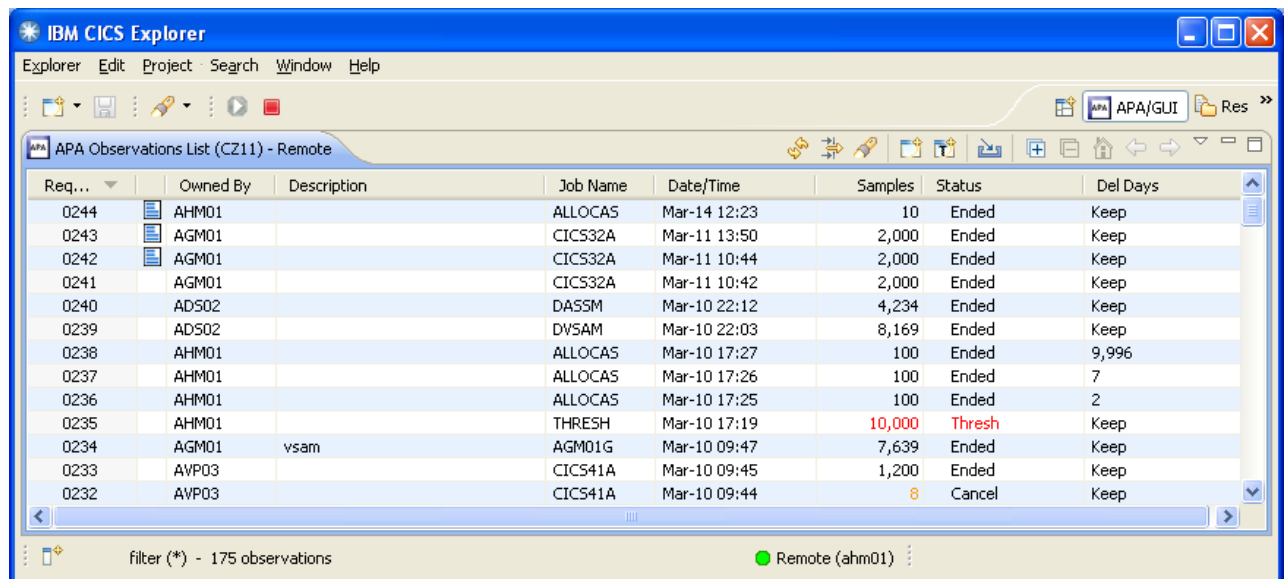 IBM CICS Explorer
Explorer Edit Project Search Window Help
APA APA/GUI Res »
APA APA Observations List (CZ11) - Remote
Req... Owned By Description Job Name Date/Time Samples Status Del Days
0244 AHM01 ALLOCAS Mar-14 12:23 10 Ended Keep
0243 AGM01 CICS32A Mar-11 13:50 2,000 Ended Keep
0242 AGM01 CICS32A Mar-11 10:44 2,000 Ended Keep
0241 AGM01 CICS32A Mar-11 10:42 2,000 Ended Keep
0240 ADS02 DASSM Mar-10 22:12 4,234 Ended Keep
0239 ADS02 DVSAM Mar-10 22:03 8,169 Ended Keep
0238 AHM01 ALLOCAS Mar-10 17:27 100 Ended 9,996
0237 AHM01 ALLOCAS Mar-10 17:26 100 Ended 7
0236 AHM01 ALLOCAS Mar-10 17:25 100 Ended 2
0235 AHM01 THRESH Mar-10 17:19 10,000 Thresh Keep
0234 AGM01 vsam AGM01G Mar-10 09:47 7,639 Ended Keep
0233 AVP03 CICS41A Mar-10 09:45 1,200 Ended Keep
0232 AVP03 CICS41A Mar-10 09:44 8 Cancel Keep
filter (*) - 175 observations Remote (ahm01)